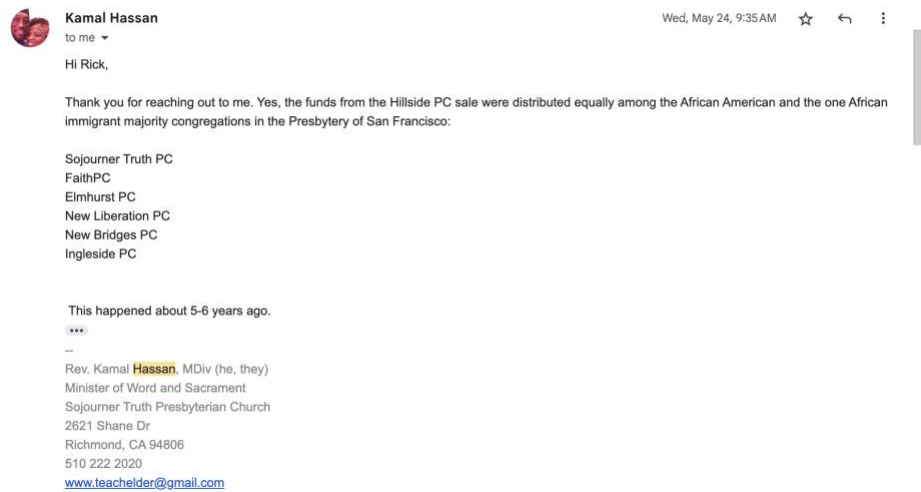 Kamal Hassan
Wed, May 24, 9:35 AM
to me
Hi Rick,
Thank you for reaching out to me. Yes, the funds from the Hillside PC sale were distributed equally among the African American and the one African
immigrant majority congregations in the Presbytery of San Francisco:
Sojourner Truth PC
FaithPC
Elmhurst PC
New Liberation PC
New Bridges PC
Ingleside PC
This happened about 5-6 years ago.
•••
--
Rev. Kamal Hassan, MDiv (he, they)
Minister of Word and Sacrament
Sojourner Truth Presbyterian Church
2621 Shane Dr
Richmond, CA 94806
510 222 2020
www.teachelder@gmail.com